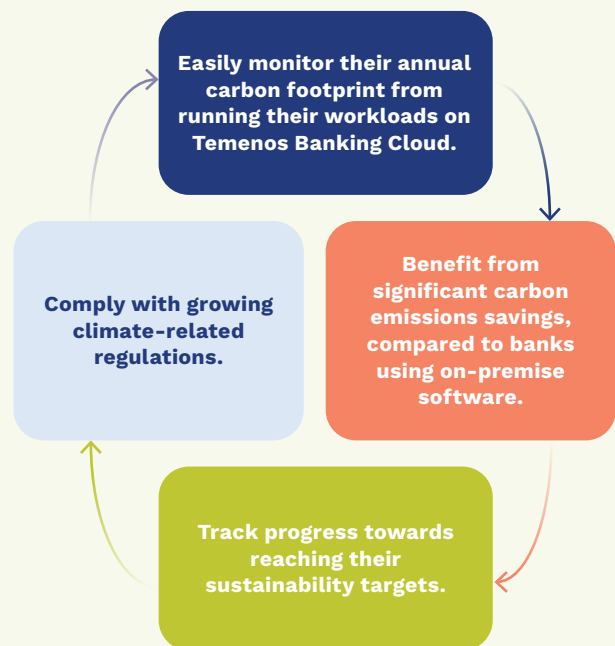 Easily monitor their annual
carbon footprint from
running their workloads on
Temenos Banking Cloud.
Benefit from
significant carbon
emissions savings,
compared to banks
using on-premise
software.
Track progress towards
reaching their
sustainability targets.
Comply with growing
climate-related
regulations.